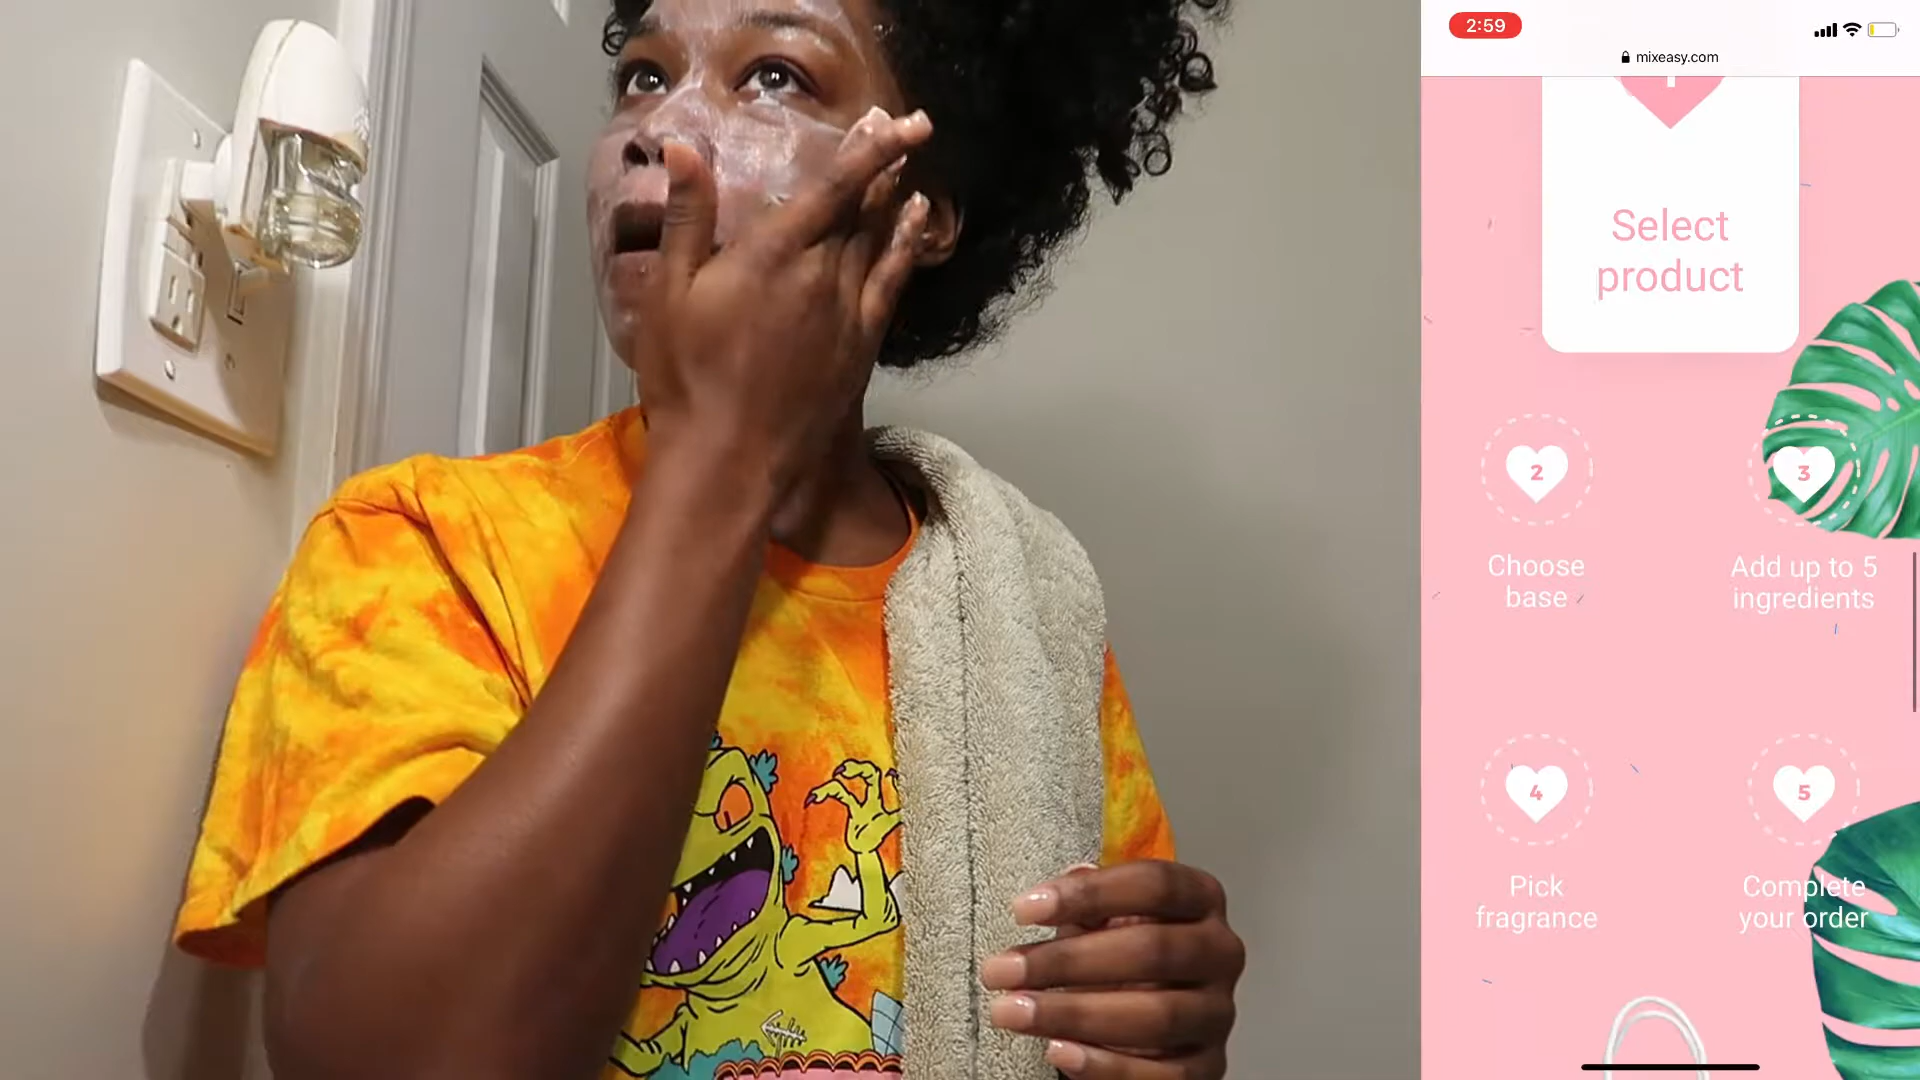 2:59
mixeasy.com
1
Select
product
2
3
Choose
base
Add up to 5
ingredients
4
5
Pick
fragrance
Complete
your order